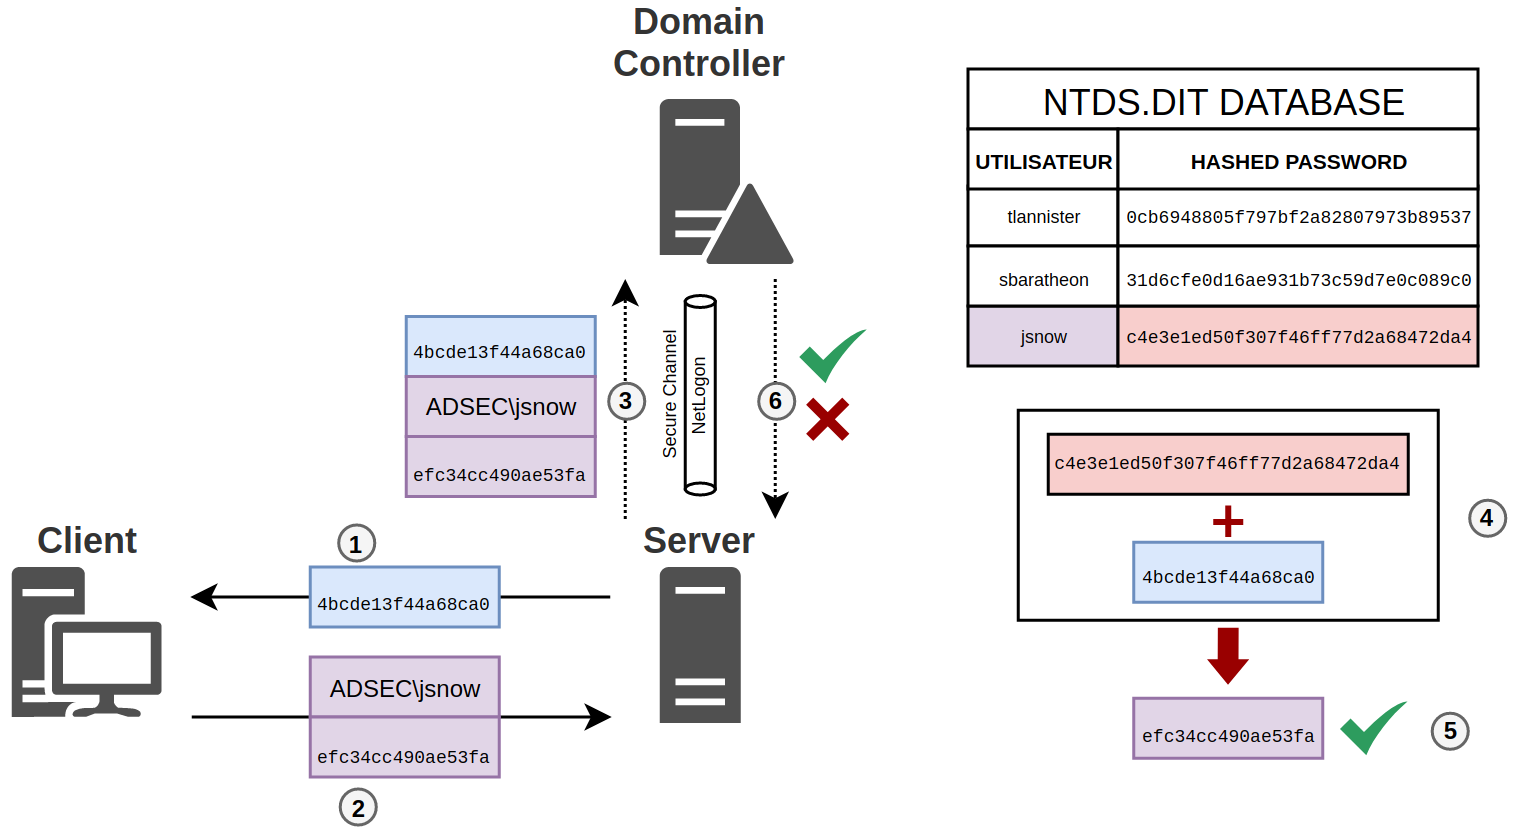 Domain
Controller
NTDS.DIT DATABASE
UTILISATEUR HASHED PASSWORD
tlannister 0cb6948805f797bf2a82807973b89537
sbaratheon 31d6cfe0d16ae931b73c59d7e0c089c0
jsnow c4e3e1ed50f307f46ff77d2a68472da4
4bcde13f44a68ca0
ADSEC\jsnow
efc34cc490ae53fa
3
Secure Channel
NetLogon
6
c4e3e1ed50f307f46ff77d2a68472da4
+
4bcde13f44a68ca0
4
efc34cc490ae53fa
5
Client
Server
1
4bcde13f44a68ca0
ADSEC\jsnow
efc34cc490ae53fa
2